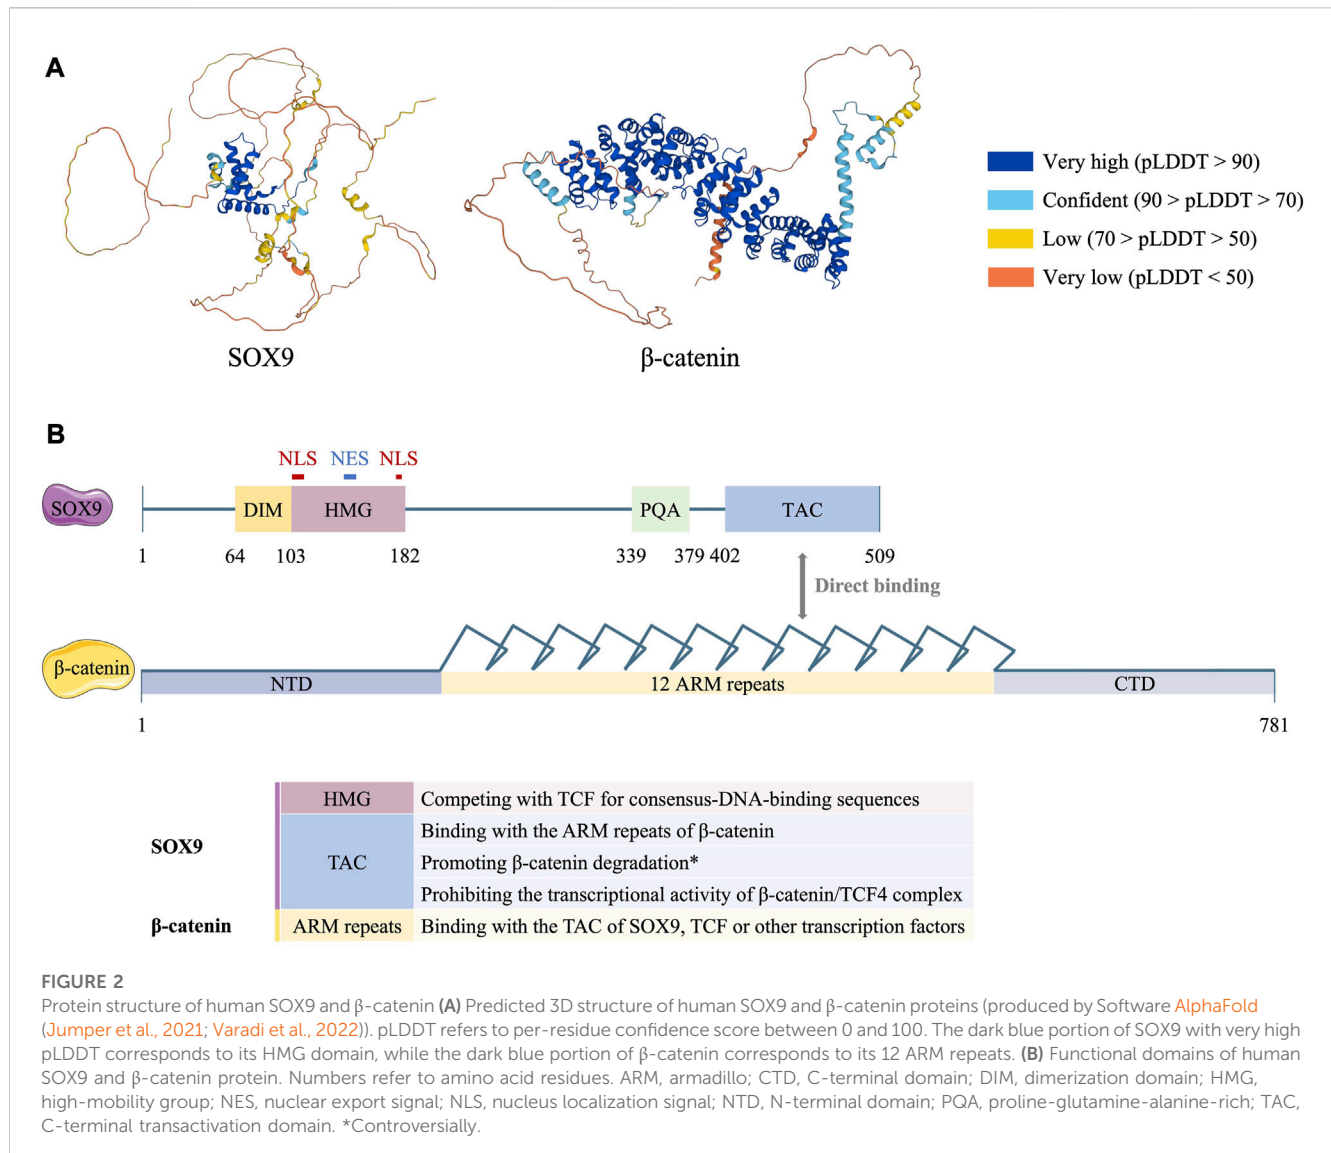 A
Very high (pLDDT > 90)
Confident (90 > pLDDT > 70)
Low (70 > pLDDT > 50)
Very low (pLDDT < 50)
SOX9
β-catenin
B
NLS NES NLS
SOX9 DIM HMG PQA TAC
1 64 103 182 339 379 402 509
Direct binding
β-catenin
NTD 12 ARM repeats CTD
1 781
HMG Competing with TCF for consensus-DNA-binding sequences
Binding with the ARM repeats of β-catenin
SOX9 TAC Promoting β-catenin degradation*
Prohibiting the transcriptional activity of β-catenin/TCF4 complex
β-catenin ARM repeats Binding with the TAC of SOX9, TCF or other transcription factors
FIGURE 2
Protein structure of human SOX9 and β-catenin (A) Predicted 3D structure of human SOX9 and β-catenin proteins (produced by Software AlphaFold
(Jumper et al., 2021; Varadi et al., 2022)). pLDDT refers to per-residue confidence score between 0 and 100. The dark blue portion of SOX9 with very high
pLDDT corresponds to its HMG domain, while the dark blue portion of β-catenin corresponds to its 12 ARM repeats. (B) Functional domains of human
SOX9 and β-catenin protein. Numbers refer to amino acid residues. ARM, armadillo; CTD, C-terminal domain; DIM, dimerization domain; HMG,
high-mobility group; NES, nuclear export signal; NLS, nucleus localization signal; NTD, N-terminal domain; PQA, proline-glutamine-alanine-rich; TAC,
C-terminal transactivation domain. *Controversially.